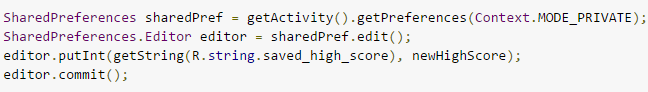 SharedPreferences sharedPref = getActivity().getPreferences(Context.MODE_PRIVATE);
SharedPreferences.Editor editor = sharedPref.edit();
editor.putInt(getString(R.string.saved_high_score), newHighScore);
editor.commit();